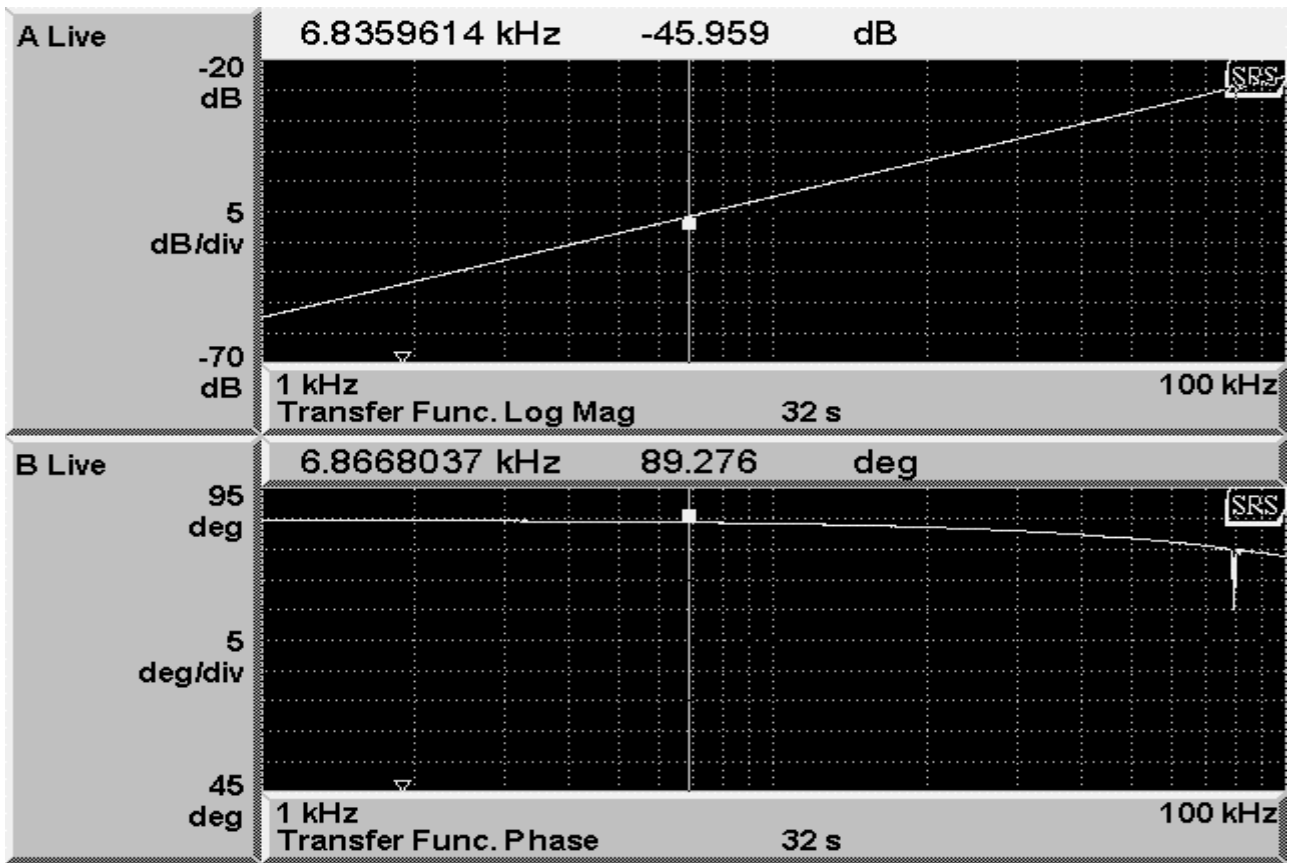 A Live
6.8359614 kHz -45.959 dB
-20
dB
SRS
5
dB/div
-70
dB
1 kHz 100 kHz
Transfer Func. Log Mag 32 s
B Live
6.8668037 kHz 89.276 deg
95
deg
SRS
5
deg/div
45
deg
1 kHz 100 kHz
Transfer Func. Phase 32 s